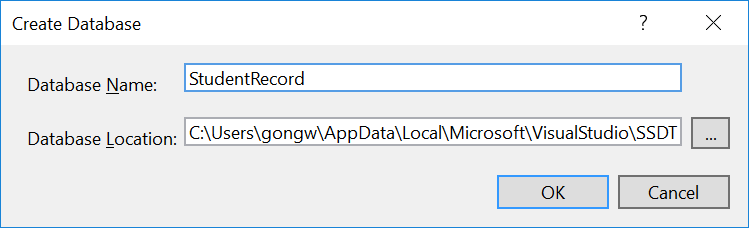 Create Database
?
Database Name: StudentRecord
Database Location: C:\Users\gongw\AppData\Local\Microsoft\VisualStudio\SSDT ...
OK Cancel